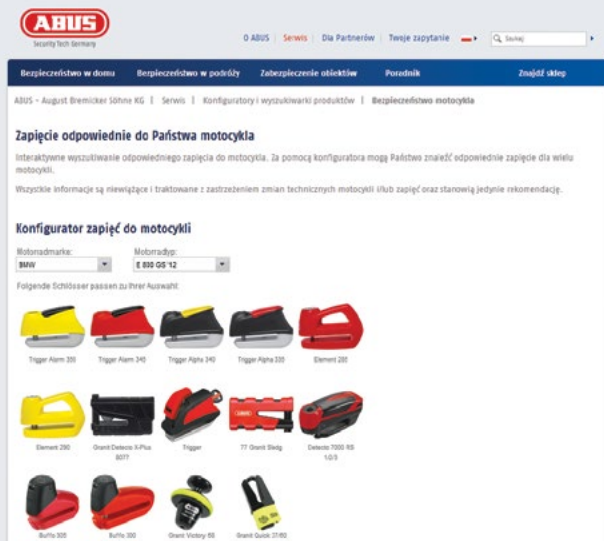 ABUS
Security Tech Germany
O ABUS | Serwis | Dla Partnerów | Twoje zapytanie
Szukaj
Bezpieczeństwo w domu Bezpieczeństwo w podróży Zabezpieczenie obiektów Poradnik Znajdź sklep
ABUS - August Bremicker Söhne KG | Serwis | Konfiguratory i wyszukiwarki produktów | Bezpieczeństwo motocykla
Zapięcie odpowiednie do Państwa motocykla
Interaktywne wyszukiwanie odpowiedniego zapięcia do motocykla. Za pomocą konfiguratora mogą Państwo znaleźć odpowiednie zapięcie dla wielu
motocykli.
Wszystkie informacje są niewiążące i traktowane z zastrzeżeniem zmian technicznych motocykli i/lub zapięć oraz stanowią jedynie rekomendację.
Konfigurator zapięć do motocykli
Motorradmarke: Motorradtyp:
BMW E 800 GS '12
Folgende Schlösser passen zu Ihrer Auswahl:
Trigger Alarm 355 Trigger Alarm 345 Trigger Alpha 340 Trigger Alpha 335 Element 285
Element 290 Granit Detecto X-Plus Trigger 77 Granit Sledg Detecto 7000 RS
8077 1.0/3
ABUS
Buffo 305 Buffo 300 Granit Victory 68 Granit Quick 37/60